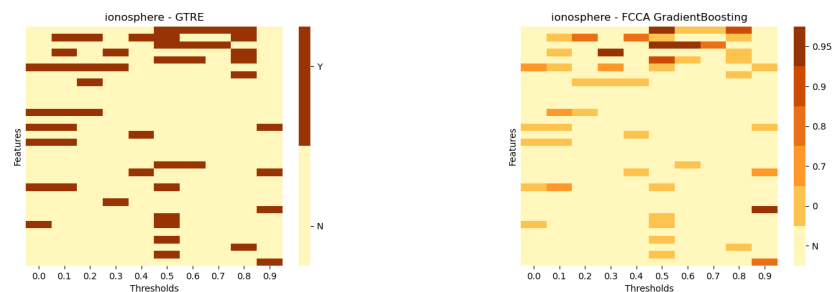 ionosphere - GTRE
Features
Y
N
0.0 0.1 0.2 0.3 0.4 0.5 0.6 0.7 0.8 0.9
Thresholds
ionosphere - FCCA GradientBoosting
Features
0.95
0.9
0.8
0.7
0
N
0.0 0.1 0.2 0.3 0.4 0.5 0.6 0.7 0.8 0.9
Thresholds